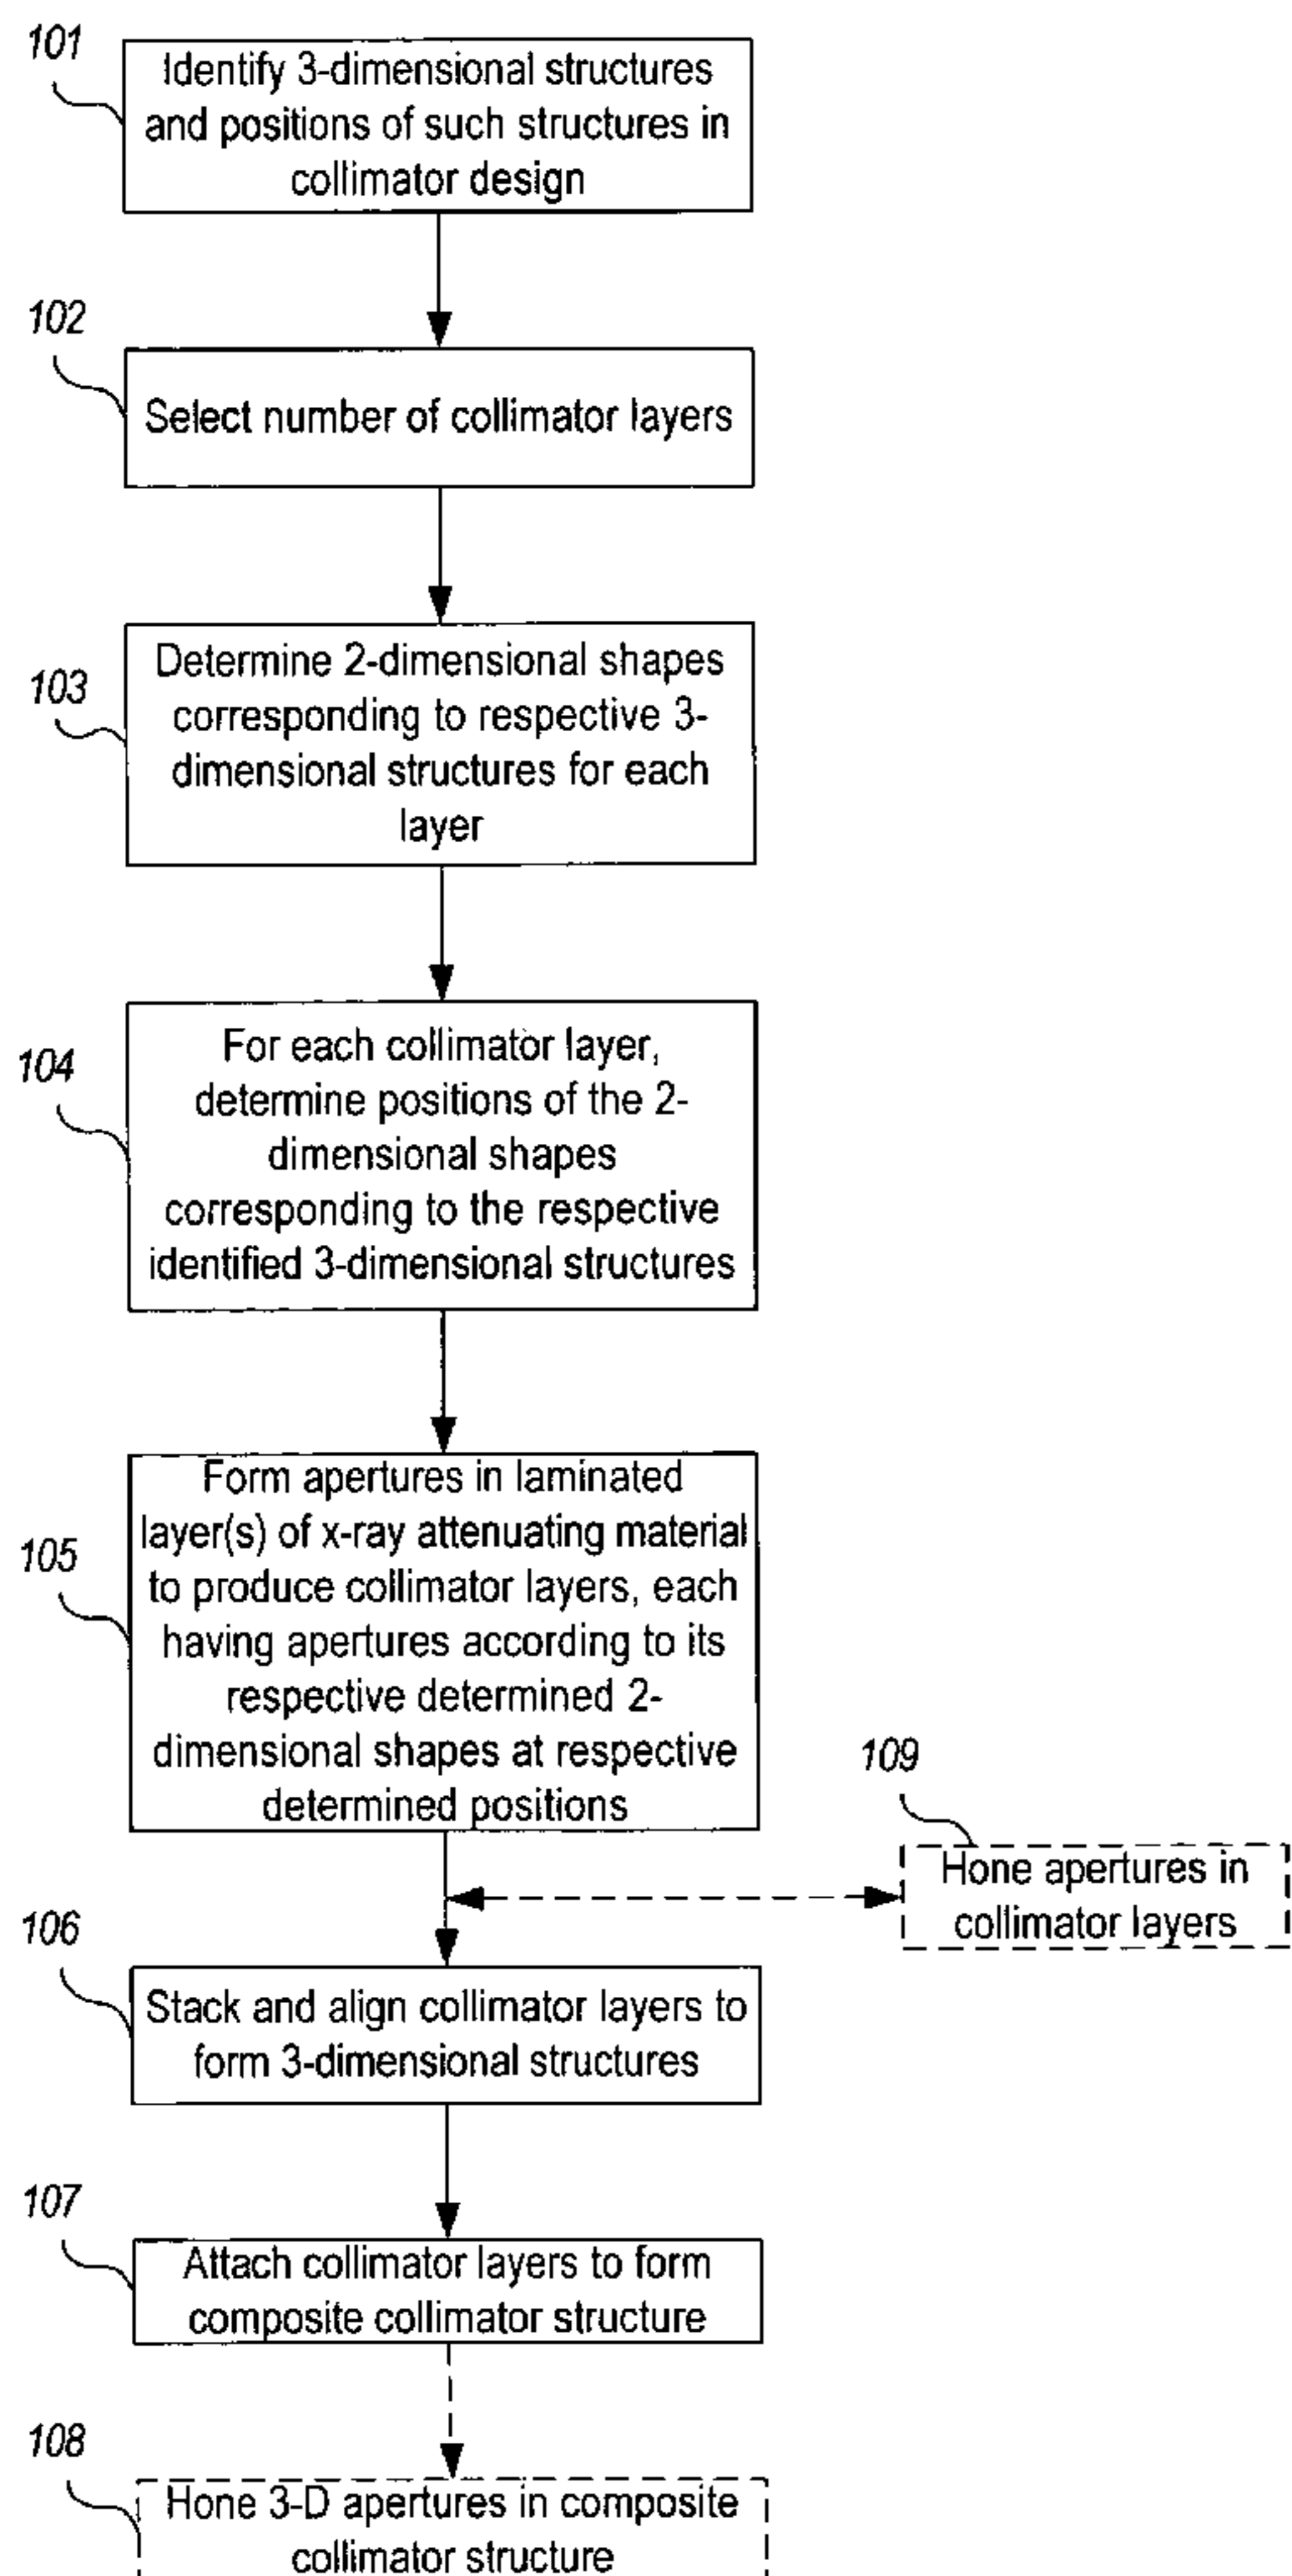 101
Identify 3-dimensional structures
and positions of such structures in
collimator design
102
Select number of collimator layers
103
Determine 2-dimensional shapes
corresponding to respective 3-
dimensional structures for each
layer
104
For each collimator layer,
determine positions of the 2-
dimensional shapes
corresponding to the respective
identified 3-dimensional structures
105
Form apertures in laminated
layer(s) of x-ray attenuating material
to produce collimator layers, each
having apertures according to its
respective determined 2-
dimensional shapes at respective
determined positions
109
Hone apertures in
collimator layers
106
Stack and align collimator layers to
form 3-dimensional structures
107
Attach collimator layers to form
composite collimator structure
108
Hone 3-D apertures in composite
collimator structure